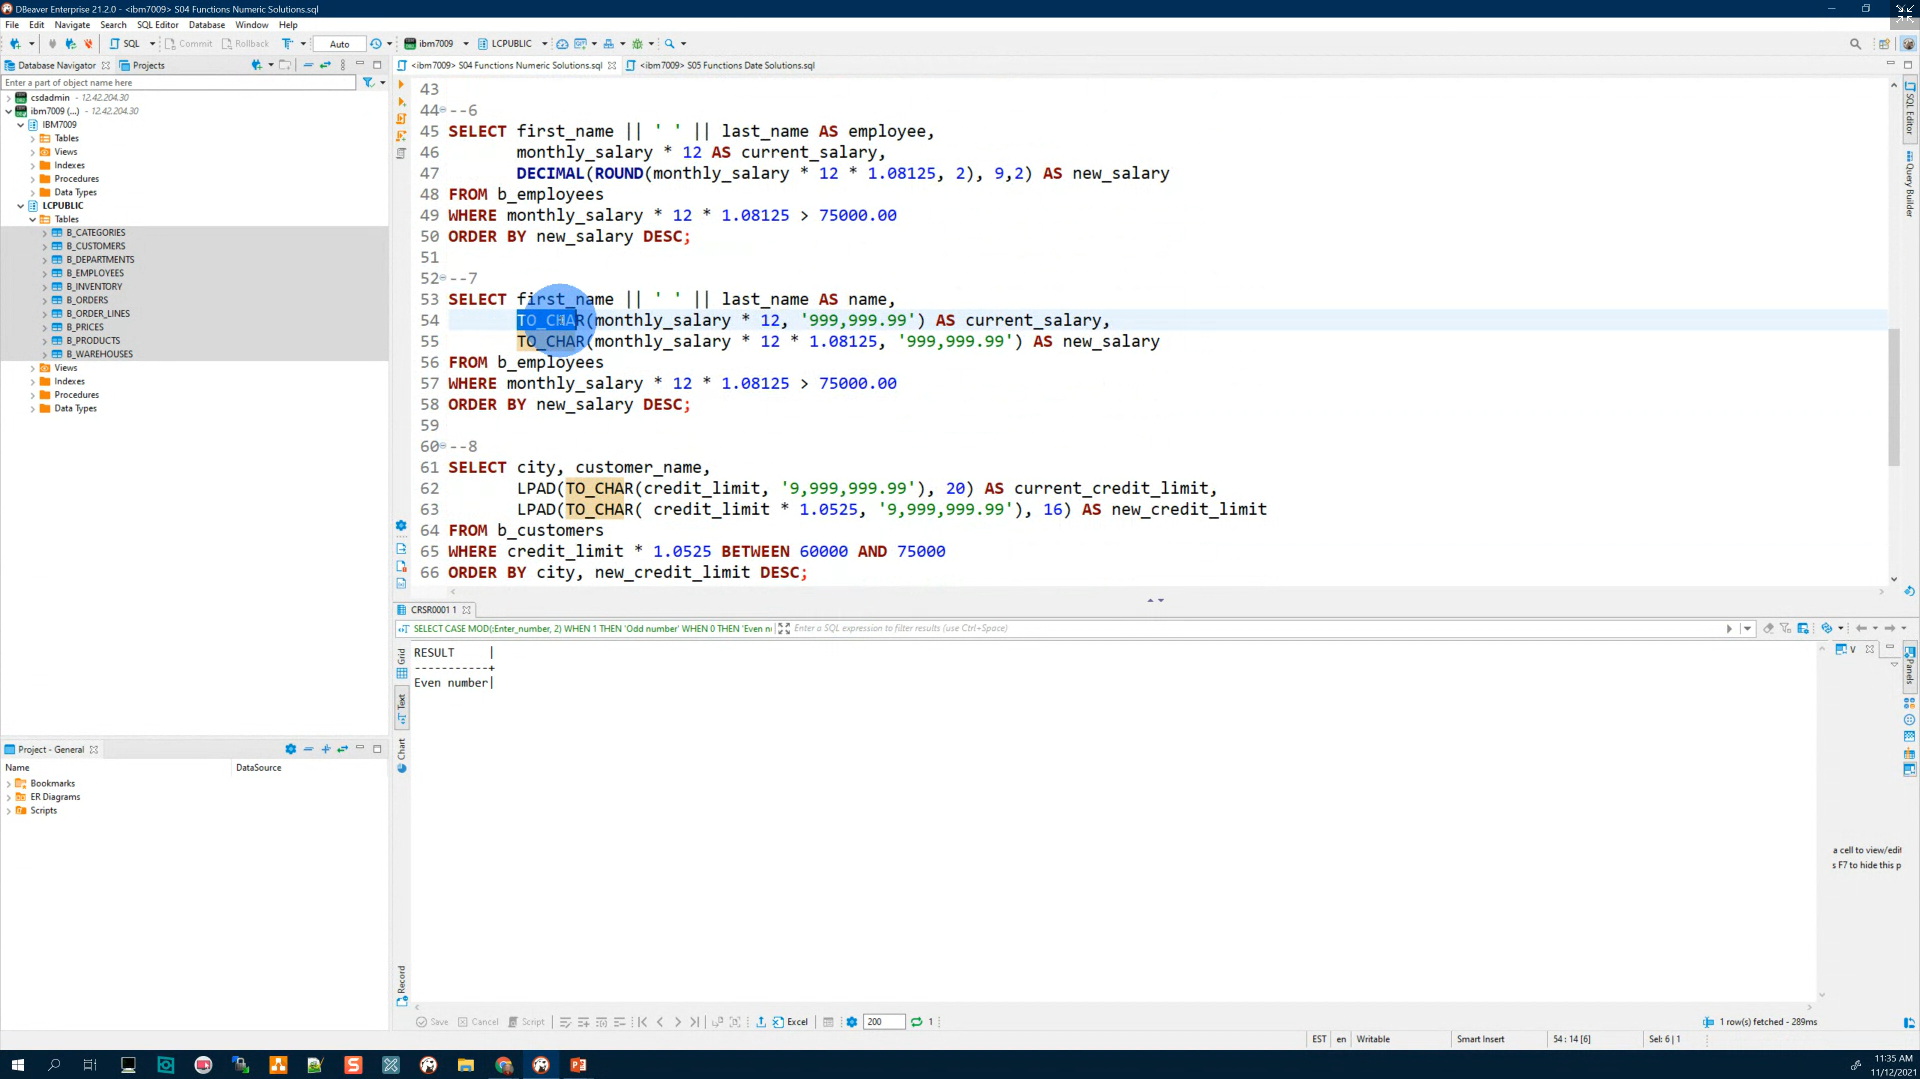 DBeaver Enterprise 21.2.0 - <ibm7009> S04 Functions Numeric Solutions.sql
File Edit Navigate Search SQL Editor Database Window Help
SQL Commit Rollback Auto ibm7009 LCPUBLIC
Database Navigator Projects
Enter a part of object name here
csdadmin - 12.42.204.30
ibm7009 (...) - 12.42.204.30
IBM7009
Tables
Views
Indexes
Procedures
Data Types
LCPUBLIC
Tables
B_CATEGORIES
B_CUSTOMERS
B_DEPARTMENTS
B_EMPLOYEES
B_INVENTORY
B_ORDERS
B_ORDER_LINES
B_PRICES
B_PRODUCTS
B_WAREHOUSES
Views
Indexes
Procedures
Data Types
Project - General
Name DataSource
Bookmarks
ER Diagrams
Scripts
<ibm7009> S04 Functions Numeric Solutions.sql <ibm7009> S05 Functions Date Solutions.sql
43
44 --6
45 SELECT first_name || ' ' || last_name AS employee,
46 monthly_salary * 12 AS current_salary,
47 DECIMAL(ROUND(monthly_salary * 12 * 1.08125, 2), 9,2) AS new_salary
48 FROM b_employees
49 WHERE monthly_salary * 12 * 1.08125 > 75000.00
50 ORDER BY new_salary DESC;
51
52 --7
53 SELECT first_name || ' ' || last_name AS name,
54 TO_CHAR(monthly_salary * 12, '999,999.99') AS current_salary,
55 TO_CHAR(monthly_salary * 12 * 1.08125, '999,999.99') AS new_salary
56 FROM b_employees
57 WHERE monthly_salary * 12 * 1.08125 > 75000.00
58 ORDER BY new_salary DESC;
59
60 --8
61 SELECT city, customer_name,
62 LPAD(TO_CHAR(credit_limit, '9,999,999.99'), 20) AS current_credit_limit,
63 LPAD(TO_CHAR( credit_limit * 1.0525, '9,999,999.99'), 16) AS new_credit_limit
64 FROM b_customers
65 WHERE credit_limit * 1.0525 BETWEEN 60000 AND 75000
66 ORDER BY city, new_credit_limit DESC;
SQL Editor
Query Builder
CRSR0001 1
SELECT CASE MOD(:Enter_number, 2) WHEN 1 THEN 'Odd number' WHEN 0 THEN 'Even nu Enter a SQL expression to filter results (use Ctrl+Space)
Grid
Text
Chart
Record
RESULT |
-----------+
Even number|
V
Panels
a cell to view/edit
s F7 to hide this p
Save Cancel Script Excel 200 1
1 row(s) fetched - 289ms
EST en Writable Smart Insert 54 : 14 [6] Sel: 6 | 1
11:35 AM
11/12/2021